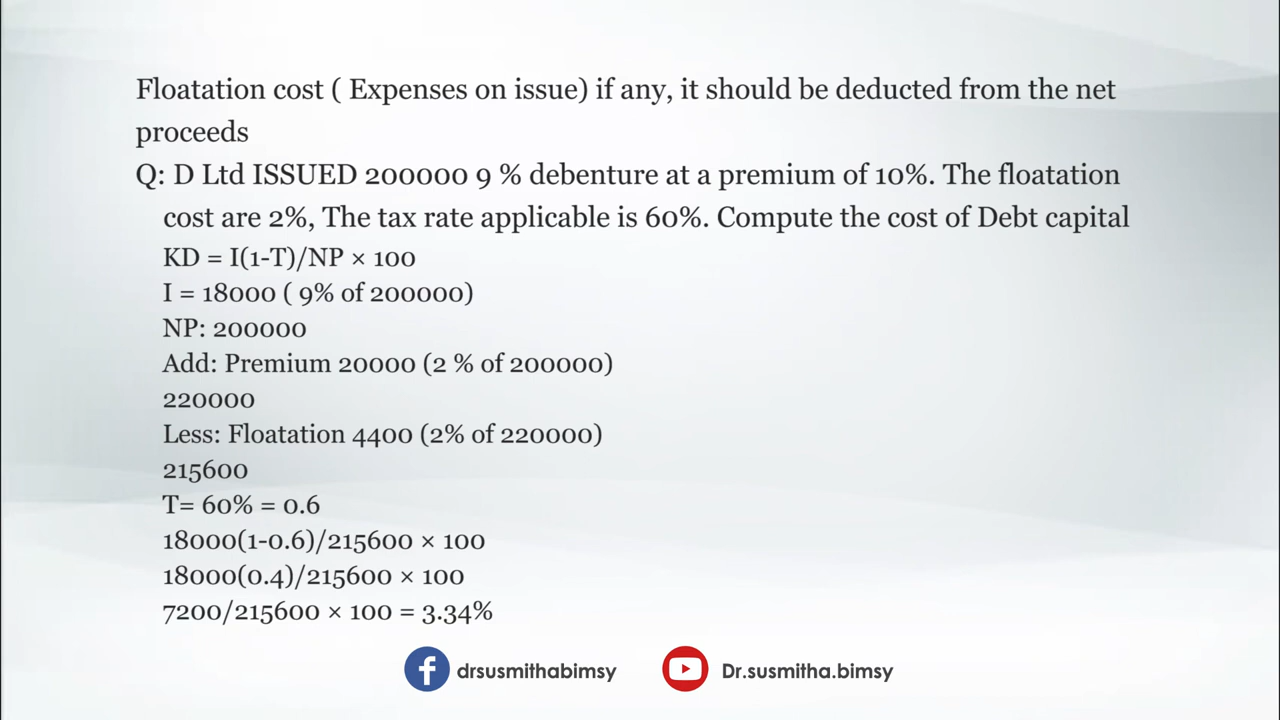 Floatation cost ( Expenses on issue) if any, it should be deducted from the net
proceeds
Q: D Ltd ISSUED 200000 9 % debenture at a premium of 10%. The floatation
cost are 2%, The tax rate applicable is 60%. Compute the cost of Debt capital
KD = I(1-T)/NP × 100
I = 18000 ( 9% of 200000)
NP: 200000
Add: Premium 20000 (2 % of 200000)
220000
Less: Floatation 4400 (2% of 220000)
215600
T= 60% = 0.6
18000(1-0.6)/215600 × 100
18000(0.4)/215600 × 100
7200/215600 × 100 = 3.34%
drsusmithabimsy Dr.susmitha.bimsy